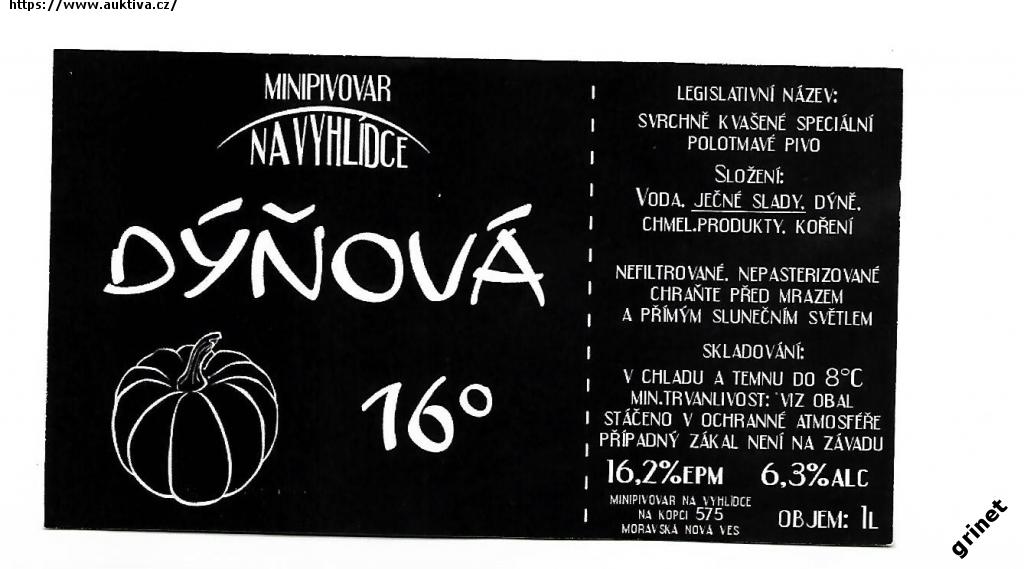 https://www.auktiva.cz/
MINIPIVOVAR
NA VYHLÍDCE
DÝŇOVÁ
16°
LEGISLATIVNÍ NÁZEV:
SVRCHNĚ KVAŠENÉ SPECIÁLNÍ
POLOTMAVÉ PIVO
SLOŽENÍ:
VODA, JEČNÉ SLADY, DÝNĚ,
CHMEL.PRODUKTY, KOŘENÍ
NEFILTROVANÉ, NEPASTERIZOVANÉ
CHRAŇTE PŘED MRAZEM
A PŘÍMÝM SLUNEČNÍM SVĚTLEM
SKLADOVÁNÍ:
V CHLADU A TEMNU DO 8°C
MIN.TRVANLIVOST: VIZ OBAL
STÁČENO V OCHRANNÉ ATMOSFÉŘE
PŘÍPADNÝ ZÁKAL NENÍ NA ZÁVADU
16,2%EPM 6,3%ALC
MINIPIVOVAR NA VYHLÍDCE
NA KOPCI 575
MORAVSKÁ NOVÁ VES
OBJEM: 1L
grinet